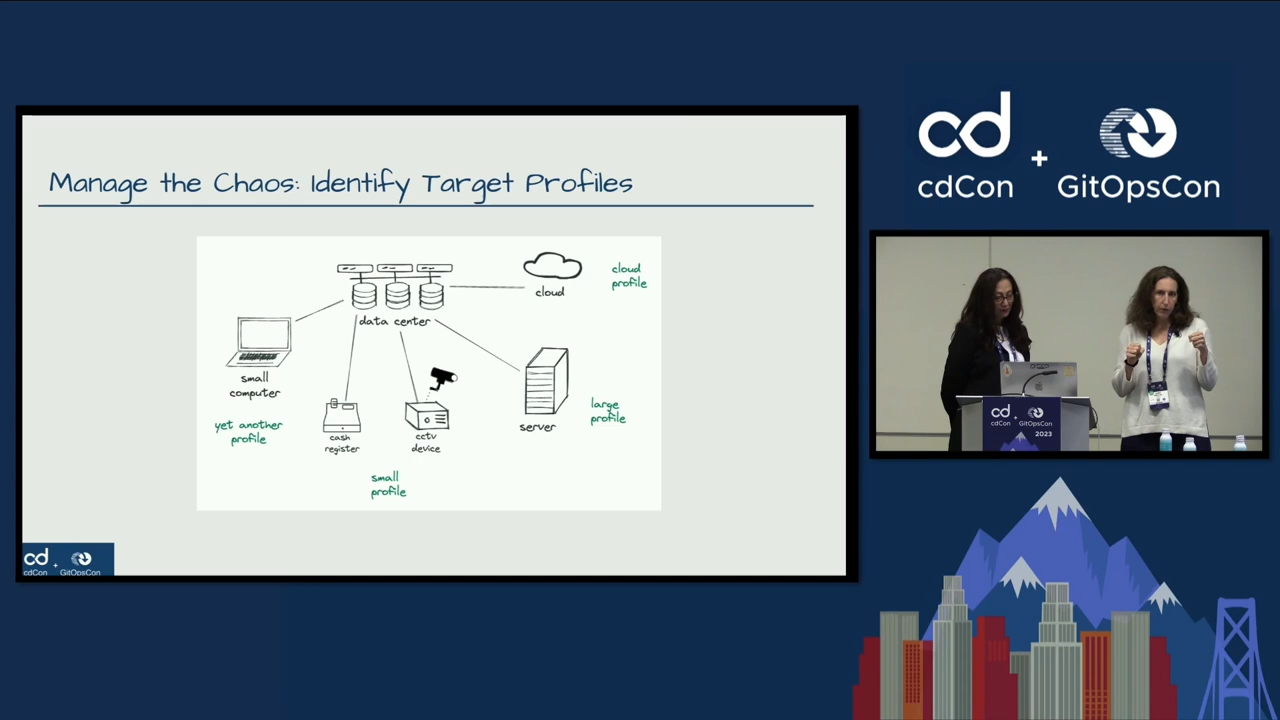 Manage the Chaos: Identify Target Profiles
cloud
cloud
profile
data center
small
computer
yet another
profile
cash
register
cctv
device
small
profile
server
large
profile
cd
cdCon
+
GitOpsCon
cd
cdCon
+
GitOpsCon
cd
cdCon
+
GitOpsCon
2023